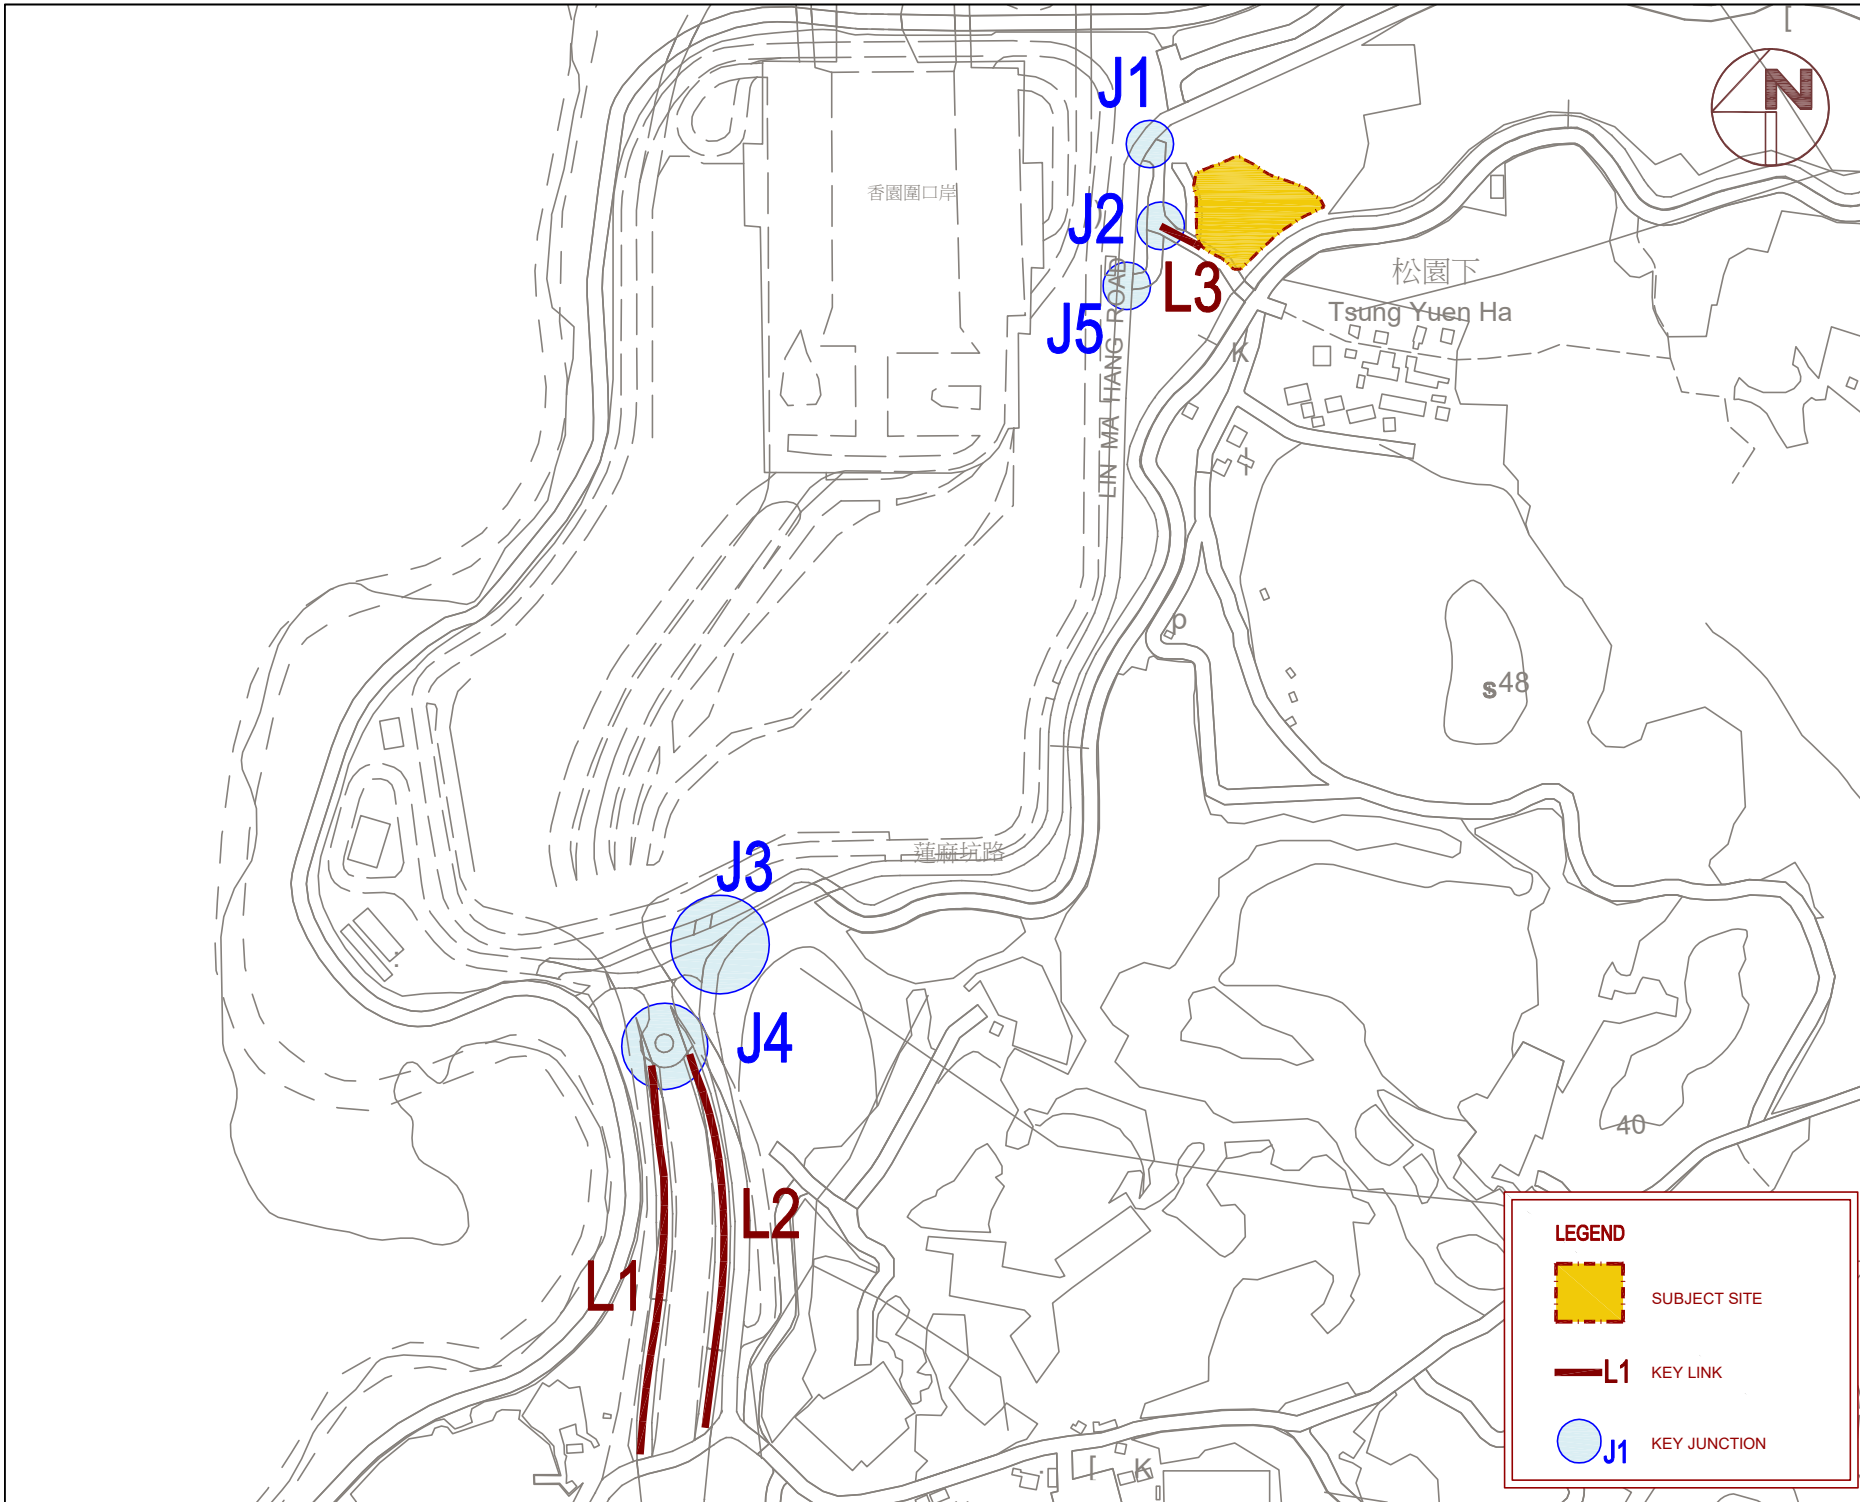 N
J1
香園圍口岸
J2
L3
松園下
Tsung Yuen Ha
J5
LIN MA HANG ROAD
K
p
s48
蓮麻坑路
J3
J4
40
L2
L1
LEGEND
SUBJECT SITE
L1 KEY LINK
J1 KEY JUNCTION
[ K